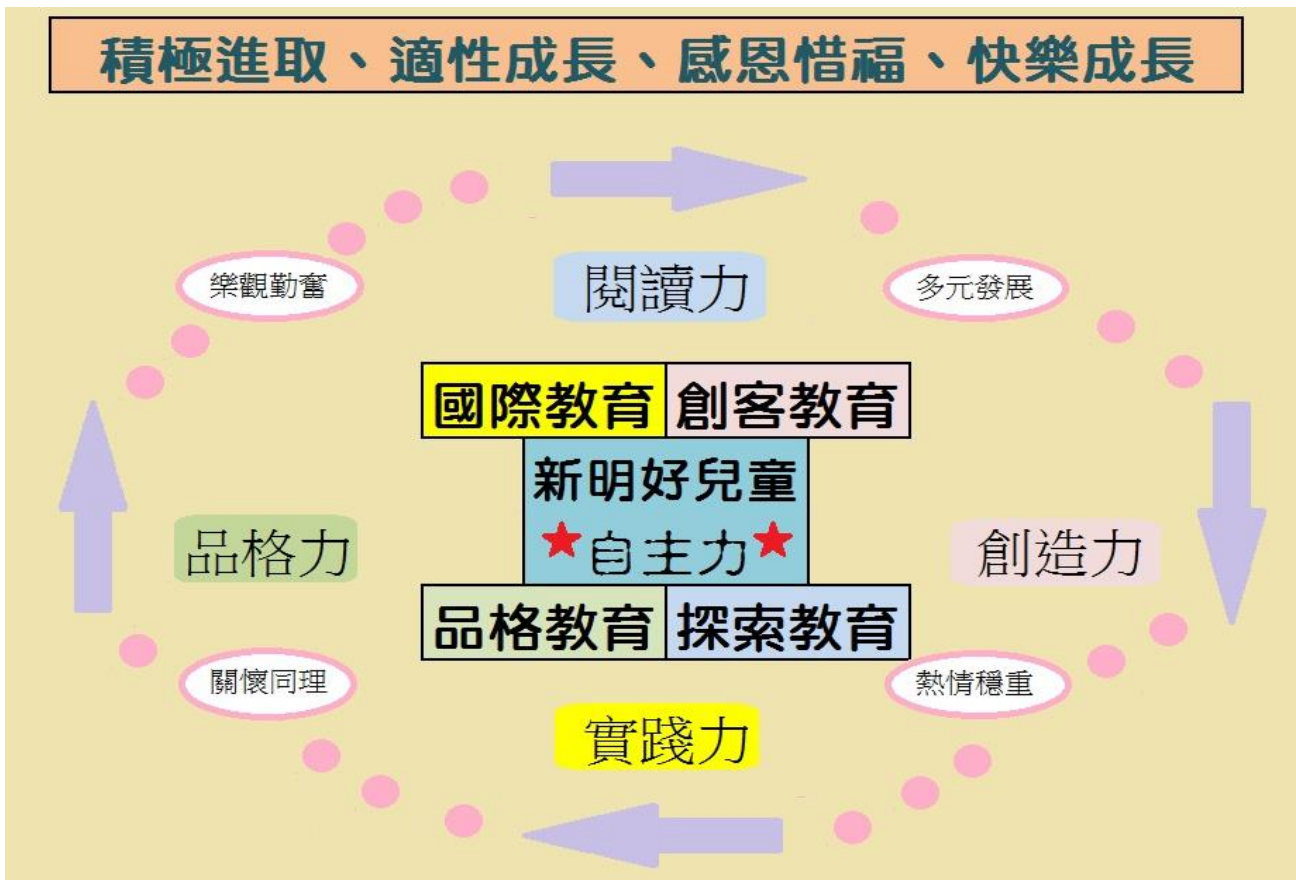 積極進取、適性成長、感恩惜福、快樂成長
樂觀勤奮
閱讀力
多元發展
國際教育 創客教育
新明好兒童
★自主力★
品格力
創造力
品格教育 探索教育
關懷同理
熱情穩重
實踐力